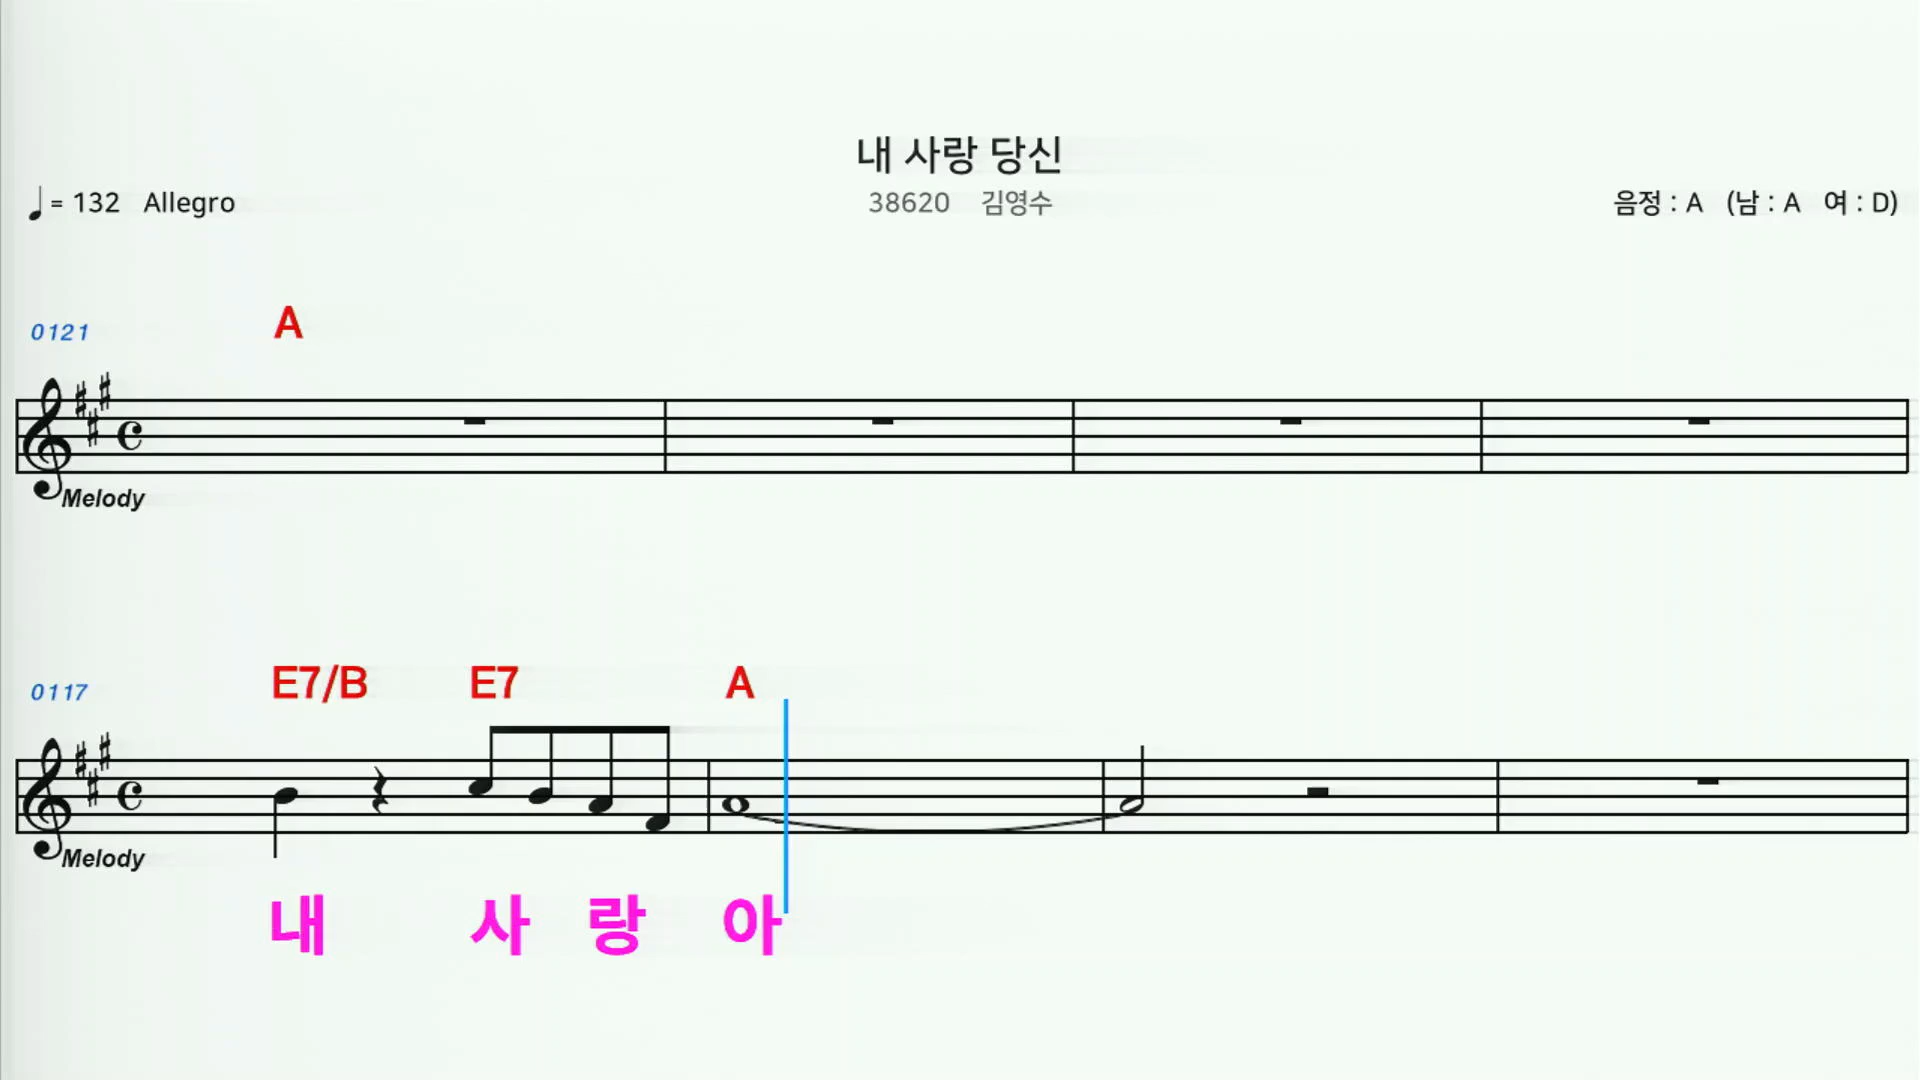 내 사랑 당신
= 132 Allegro
38620 김영수
음정 : A (남 : A 여 : D)
0121
A
Melody
0117
E7/B E7 A
Melody
내 사 랑 아